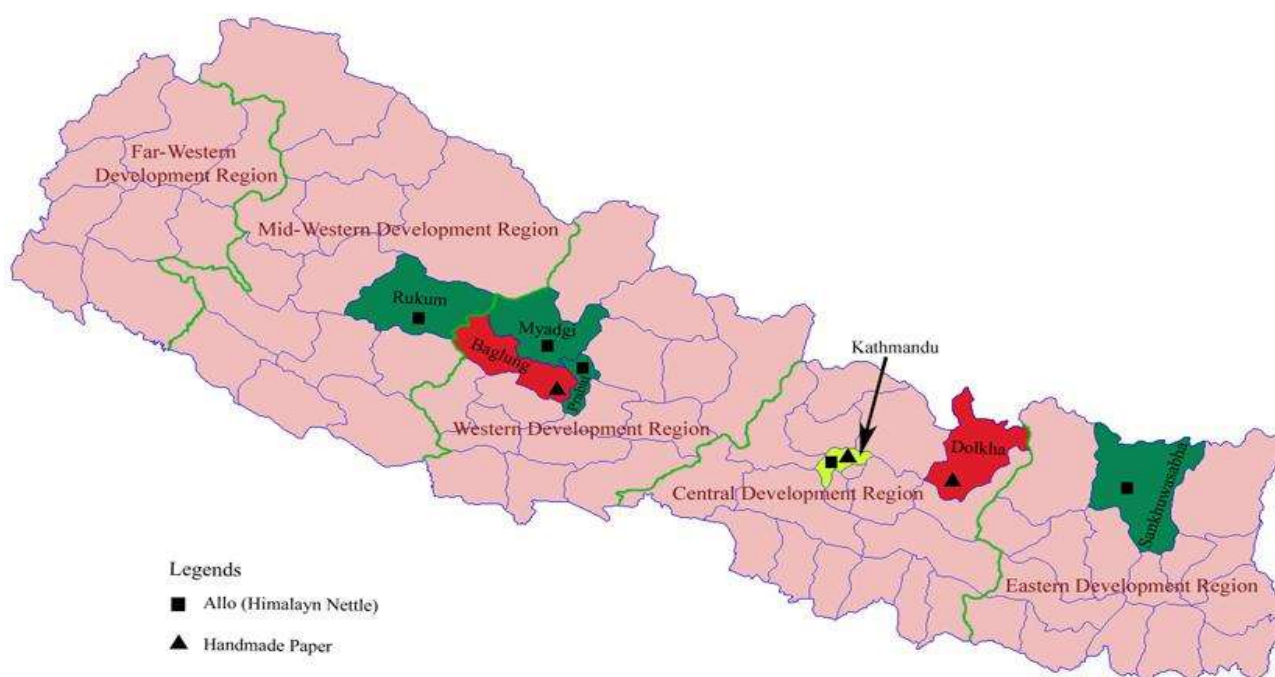 Far-Western
Development Region
Mid-Western Development Region
Rukum
Myadgi
Baglung
Western Development Region
Kathmandu
Dolkha
Central Development Region
Sankhuwasabha
Eastern Development Region
Legends
Allo (Himalayn Nettle)
Handmade Paper